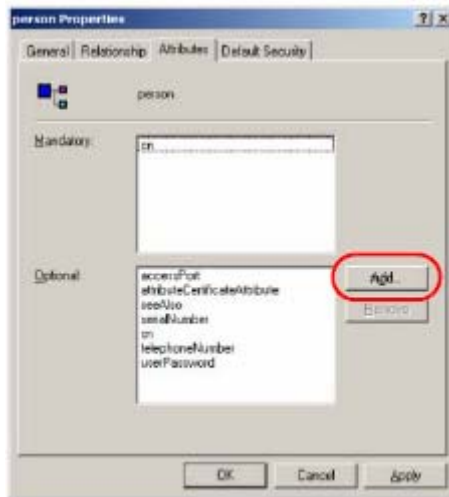 person Properties
General
Relationship
Attributes
Default Security
person
Mandatory:
cn
Optional:
accessPort
attributeCertificateAttribute
seeAlso
serialNumber
sn
telephoneNumber
userPassword
Add...
Remove
OK
Cancel
Apply